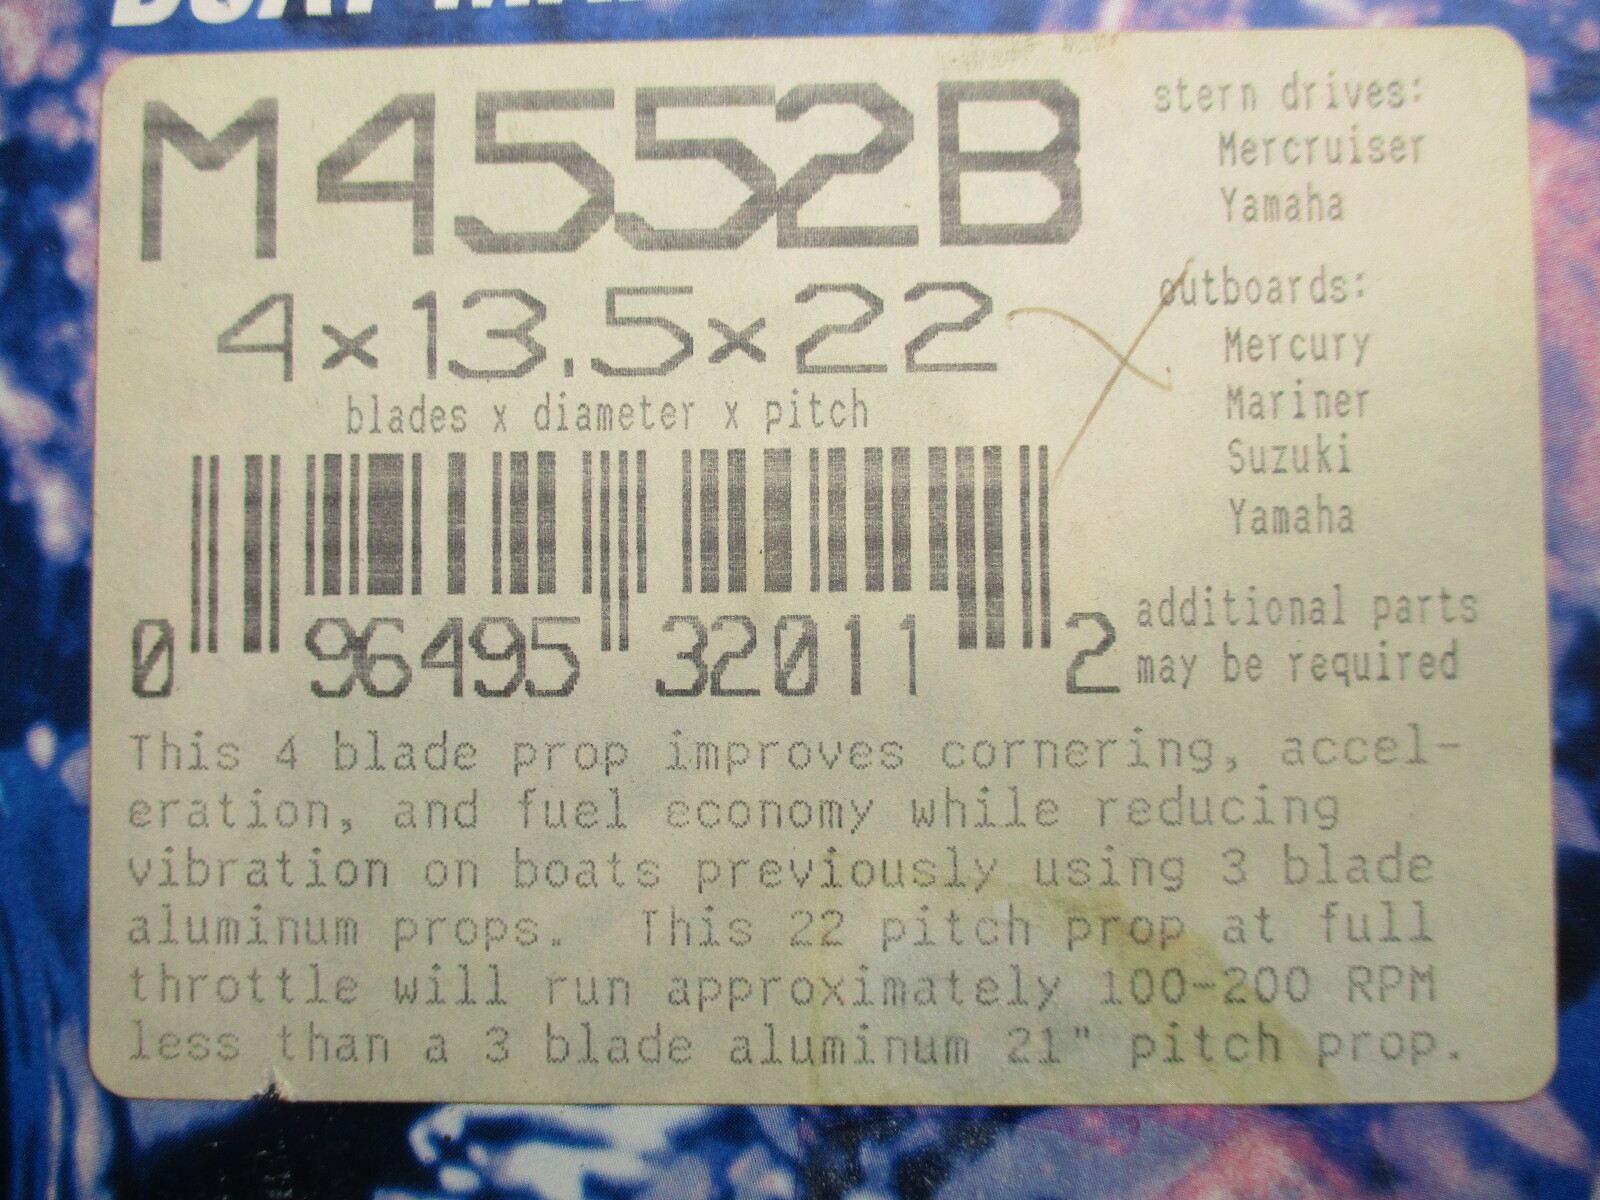 BOAT
M4552B
4x13.5x22
blades x diameter x pitch
0 96495 32011 2
stern drives:
Mercruiser
Yamaha
outboards:
Mercury
Mariner
Suzuki
Yamaha
additional parts
may be required
This 4 blade prop improves cornering, accel-
eration, and fuel economy while reducing
vibration on boats previously using 3 blade
aluminum props.  This 22 pitch prop at full
throttle will run approximately 100-200 RPM
less than a 3 blade aluminum 21" pitch prop.